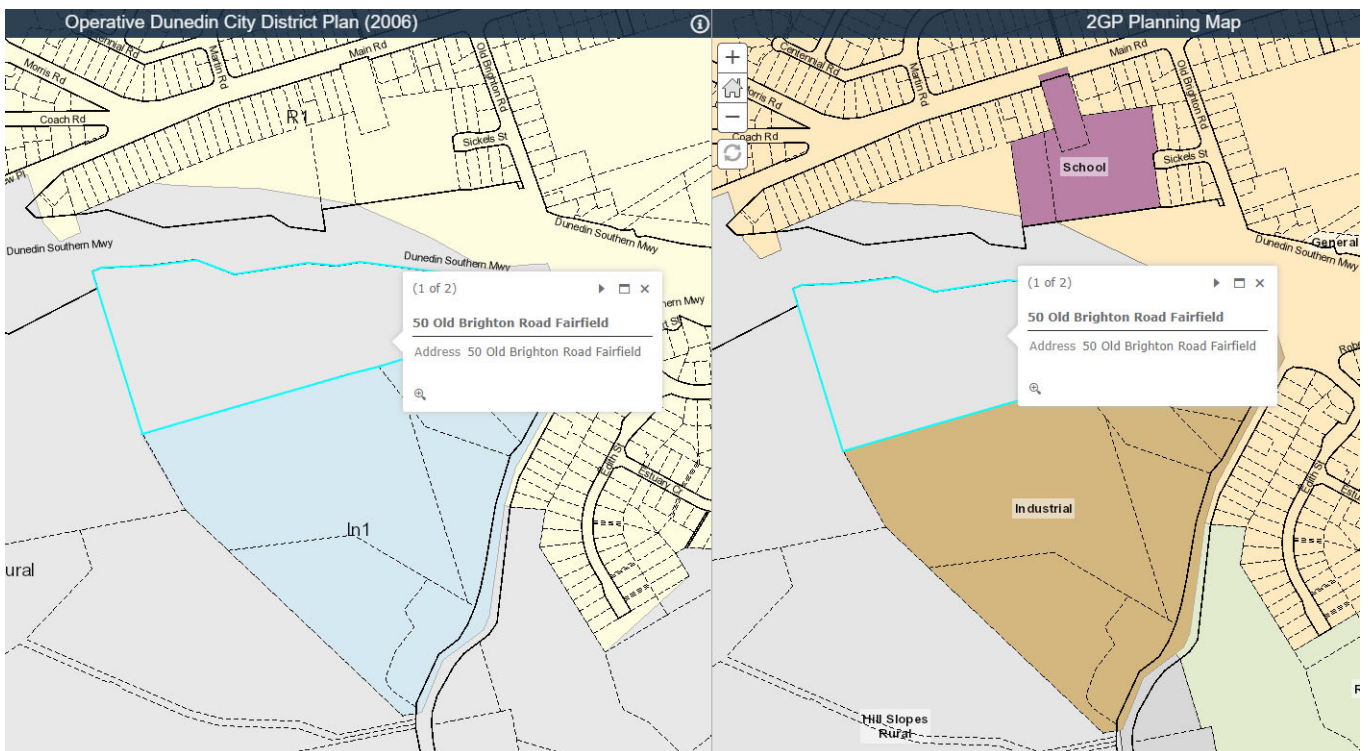 Operative Dunedin City District Plan (2006)
Centennial Rd
Martin Rd
Main Rd
Old Brighton Rd
Morris Rd
Coach Rd
R1
Sickels St
Dunedin Southern Mwy
Dunedin Southern Mwy
Dunedin Southern Mwy
(1 of 2)
50 Old Brighton Road Fairfield
Address 50 Old Brighton Road Fairfield
Edith St
Estuary Cr
In1
ural
2GP Planning Map
+
−
Centennial Rd
Martin Rd
Main Rd
Old Brighton Rd
Morris Rd
Coach Rd
Sickels St
School
Dunedin Southern Mwy
General
(1 of 2)
50 Old Brighton Road Fairfield
Address 50 Old Brighton Road Fairfield
Edith St
Industrial
Hill Slopes
Rural
R